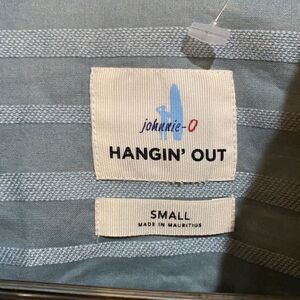 johnnie-O
HANGIN' OUT
SMALL
MADE IN MAURITIUS